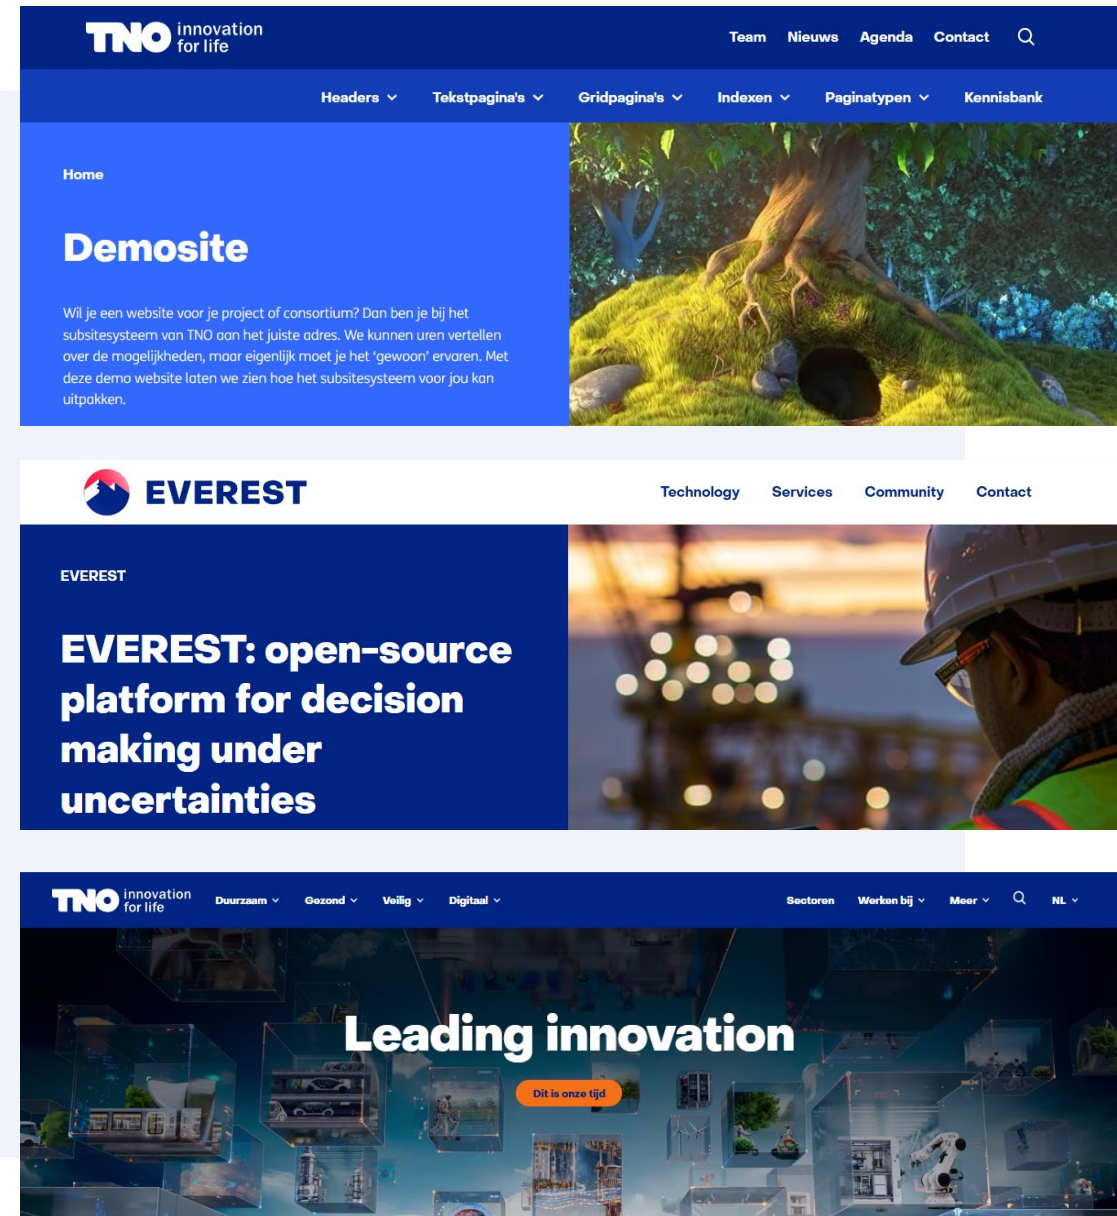 TNO innovation
for life
Team Nieuws Agenda Contact
Headers Tekstpagina's Gridpagina's Indexen Paginatypen Kennisbank
Home
Demosite
Wil je een website voor je project of consortium? Dan ben je bij het
subsitesysteem van TNO aan het juiste adres. We kunnen uren vertellen
over de mogelijkheden, maar eigenlijk moet je het ‘gewoon’ ervaren. Met
deze demo website laten we zien hoe het subsitesysteem voor jou kan
uitpakken.
EVEREST
Technology Services Community Contact
EVEREST
EVEREST: open-source
platform for decision
making under
uncertainties
TNO innovation
for life
Duurzaam Gezond Veilig Digitaal Sectoren Werken bij Meer NL
Leading innovation
Dit is onze tijd